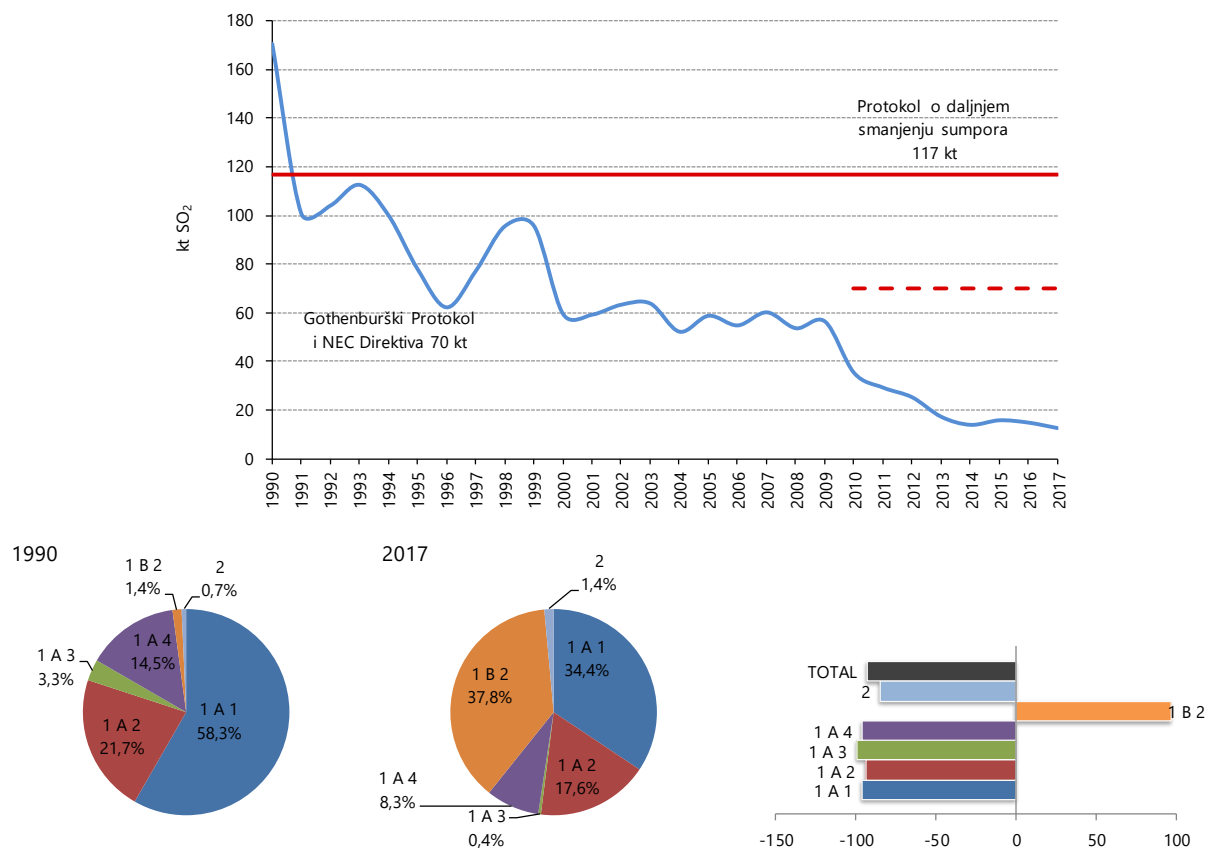 180
160
140
120
100
80
60
40
20
0
kt SO₂
Protokol o daljnjem
smanjenju sumpora
117 kt
Gothenburški Protokol
i NEC Direktiva 70 kt
1990
1991
1992
1993
1994
1995
1996
1997
1998
1999
2000
2001
2002
2003
2004
2005
2006
2007
2008
2009
2010
2011
2012
2013
2014
2015
2016
2017
1990
1 B 2
1,4%
2
0,7%
1 A 4
14,5%
1 A 3
3,3%
1 A 2
21,7%
1 A 1
58,3%
2017
2
1,4%
1 A 1
34,4%
1 B 2
37,8%
1 A 2
17,6%
1 A 4
8,3%
1 A 3
0,4%
TOTAL
2
1 B 2
1 A 4
1 A 3
1 A 2
1 A 1
-150
-100
-50
0
50
100